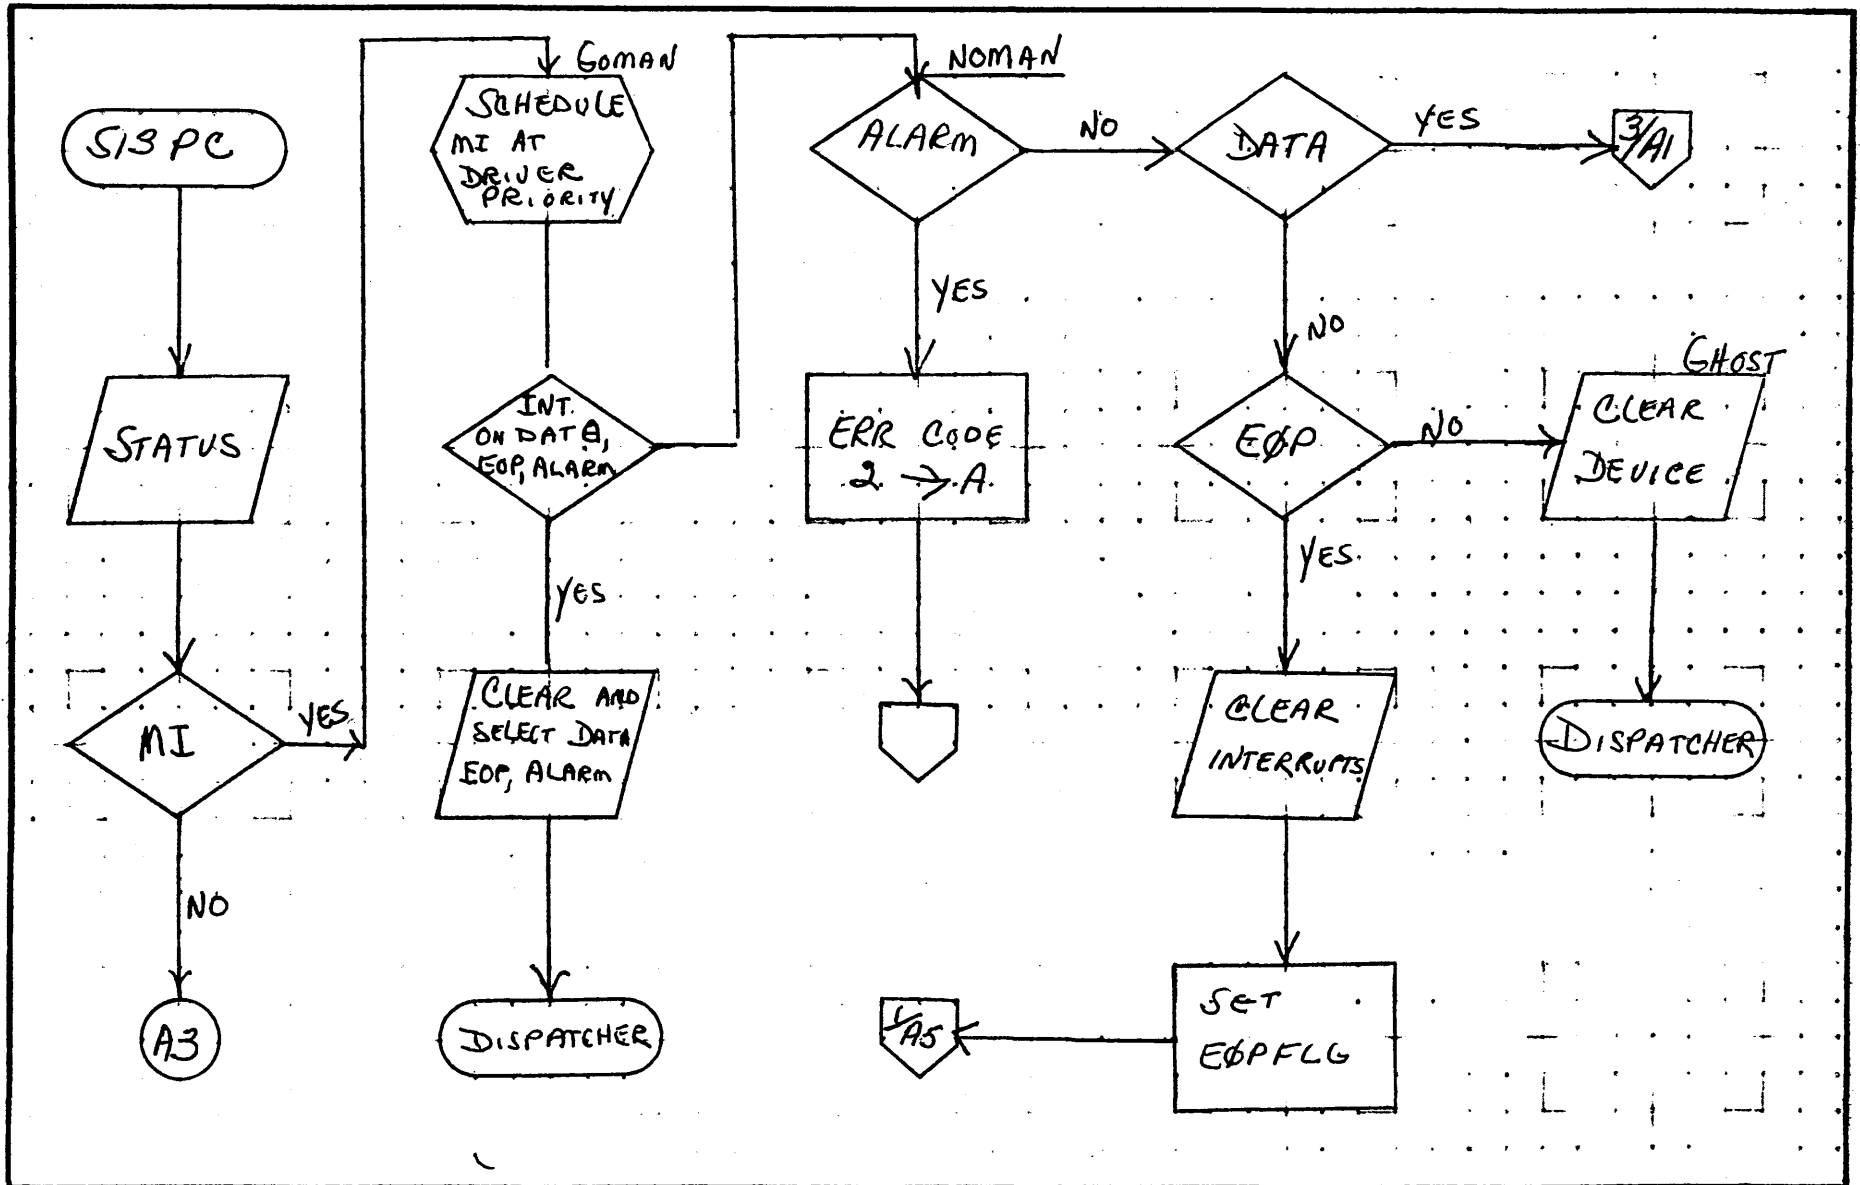 S13PC
STATUS
MI
YES
NO
A3
GOMAN
SCHEDULE
MI AT
DRIVER
PRIORITY
INT.
ON DATA,
EOP, ALARM
YES
CLEAR AND
SELECT DATA
EOP, ALARM
DISPATCHER
NOMAN
ALARM
NO
YES
ERR CODE
2 → A
DATA
YES
3/A1
NO
EØP
NO
YES
CLEAR
INTERRUPTS
SET
EØPFLG
1/A5
GHOST
CLEAR
DEVICE
DISPATCHER